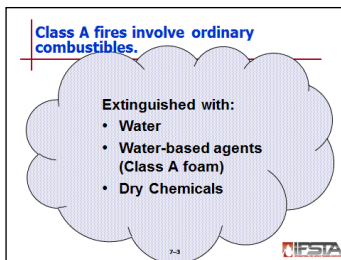 Class A fires involve ordinary
combustibles.
Extinguished with:
• Water
• Water-based agents
(Class A foam)
• Dry Chemicals
7–3
IFSTA